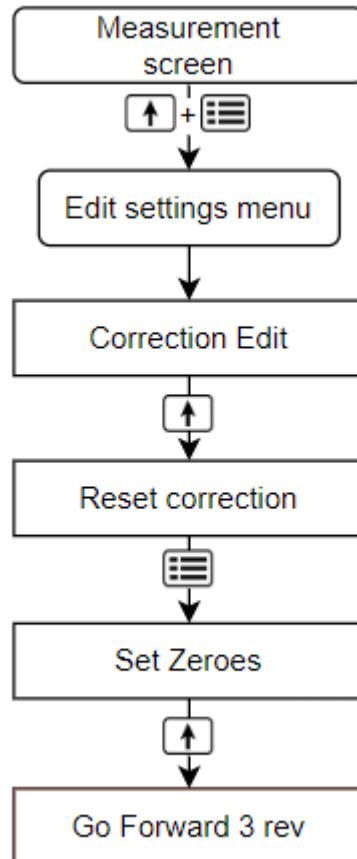 Measurement
screen
+
Edit settings menu
Correction Edit
Reset correction
Set Zeroes
Go Forward 3 rev